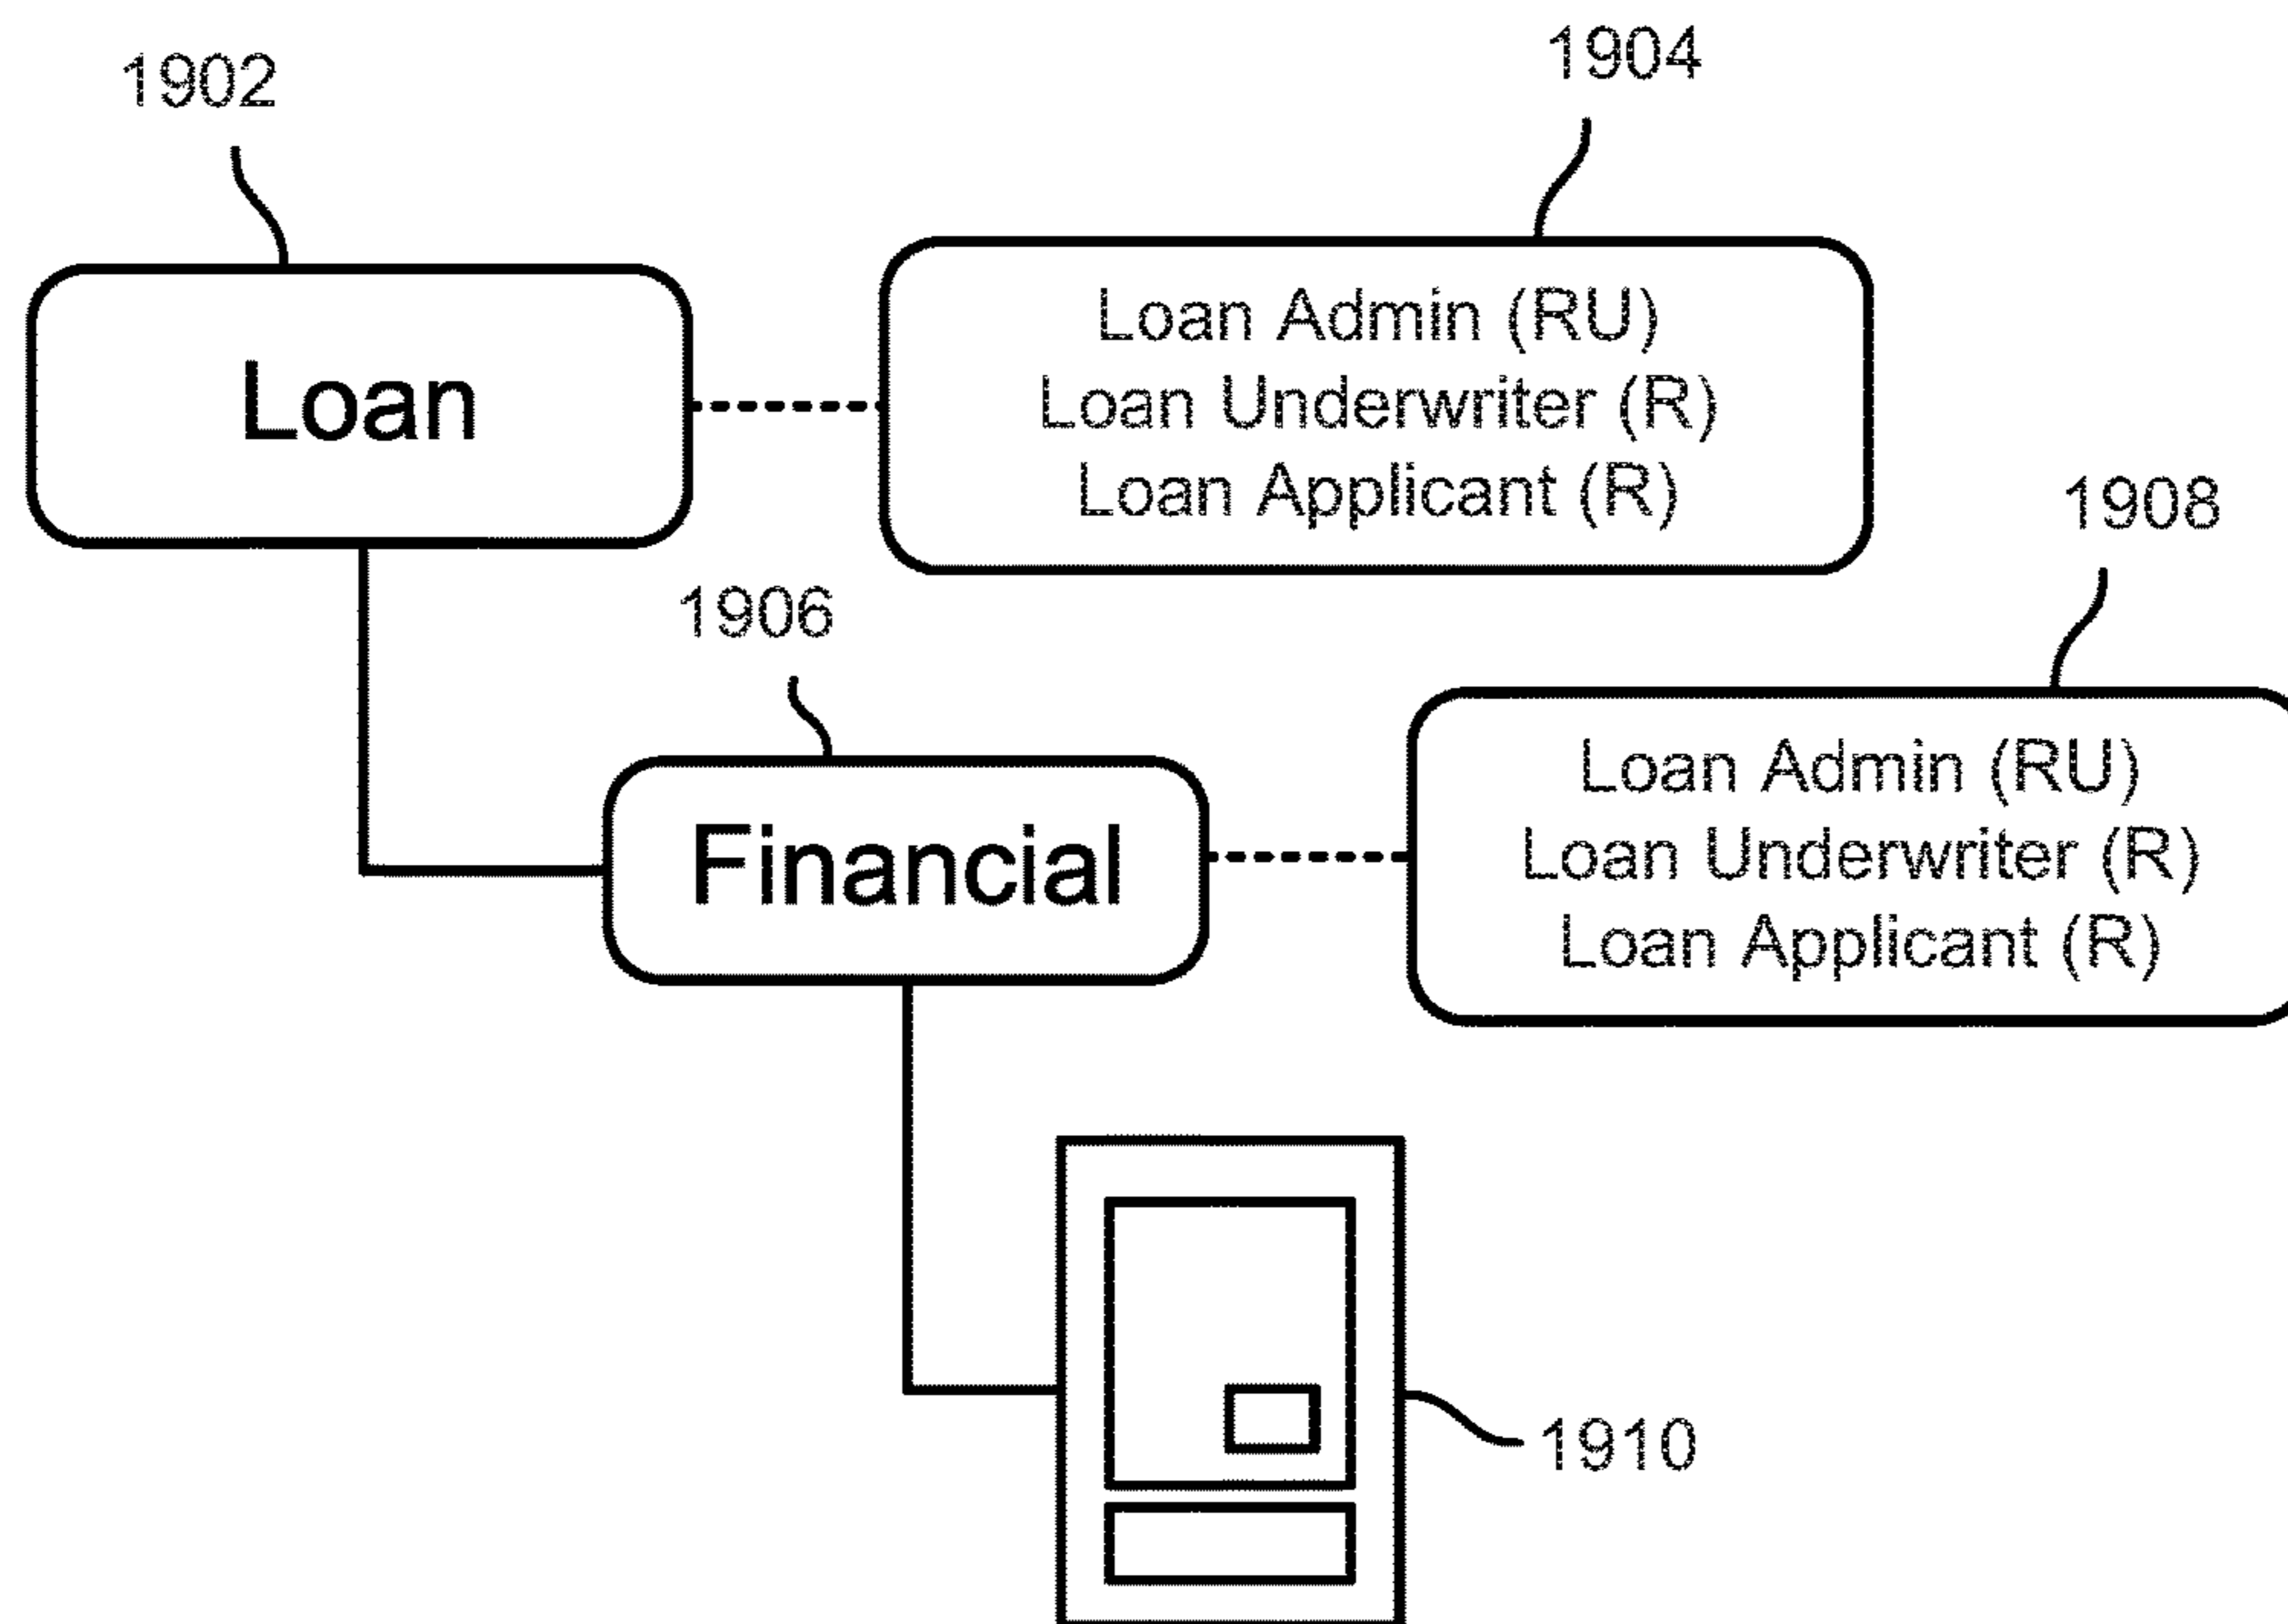 1902
1904
Loan
Loan Admin (RU)
Loan Underwriter (R)
Loan Applicant (R)
1906
1908
Financial
Loan Admin (RU)
Loan Underwriter (R)
Loan Applicant (R)
1910